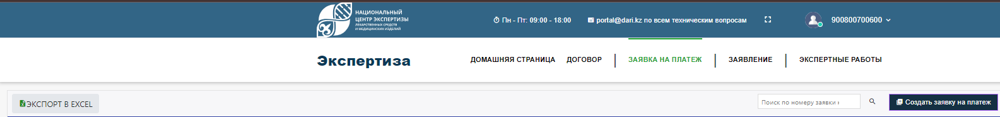 НАЦИОНАЛЬНЫЙ
ЦЕНТР ЭКСПЕРТИЗЫ
ЛЕКАРСТВЕННЫХ СРЕДСТВ
И МЕДИЦИНСКИХ ИЗДЕЛИЙ
Пн - Пт: 09:00 - 18:00
portal@dari.kz по всем техническим вопросам
900800700600
Экспертиза
ДОМАШНЯЯ СТРАНИЦА
ДОГОВОР
ЗАЯВКА НА ПЛАТЕЖ
ЗАЯВЛЕНИЕ
ЭКСПЕРТНЫЕ РАБОТЫ
ЭКСПОРТ В EXCEL
Поиск по номеру заявки
Создать заявку на платеж